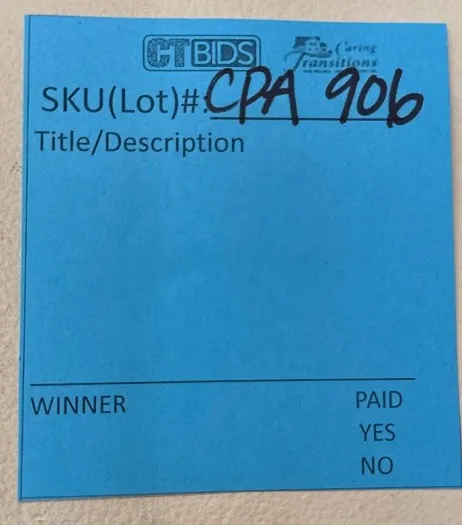 CTBIDS
Caring
Transitions
SKU(Lot)#: CPA 906
Title/Description
WINNER
PAID
YES
NO